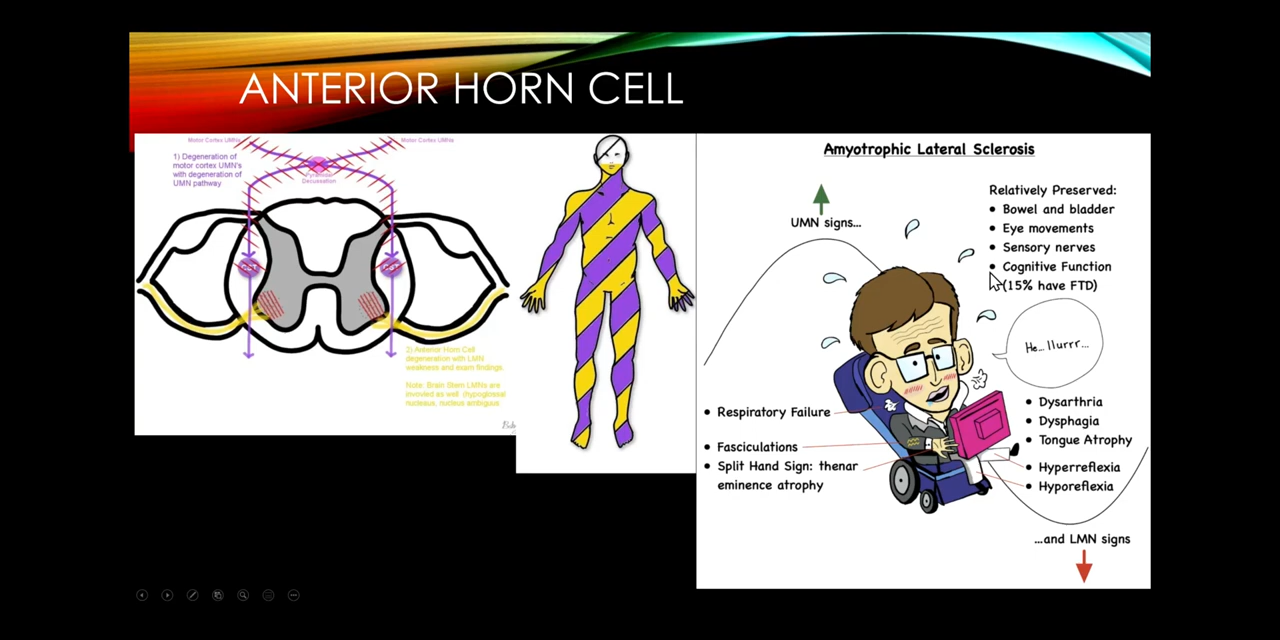 ANTERIOR HORN CELL
Motor Cortex UMNs
Motor Cortex UMNs
1) Degeneration of
motor cortex UMN's
with degeneration of
UMN pathway
Pyramidal
Decussation
2) Anterior Horn Cell
degeneration with LMN
weakness and exam findings
Note: Brain Stem LMNs are
involved as well (hypoglossal
nucleaus, nucleus ambiguus
Amyotrophic Lateral Sclerosis
UMN signs...
Relatively Preserved:
• Bowel and bladder
• Eye movements
• Sensory nerves
• Cognitive Function
(15% have FTD)
He...llurrr...
• Respiratory Failure
• Fasciculations
• Split Hand Sign: thenar
eminence atrophy
• Dysarthria
• Dysphagia
• Tongue Atrophy
• Hyperreflexia
• Hyporeflexia
...and LMN signs